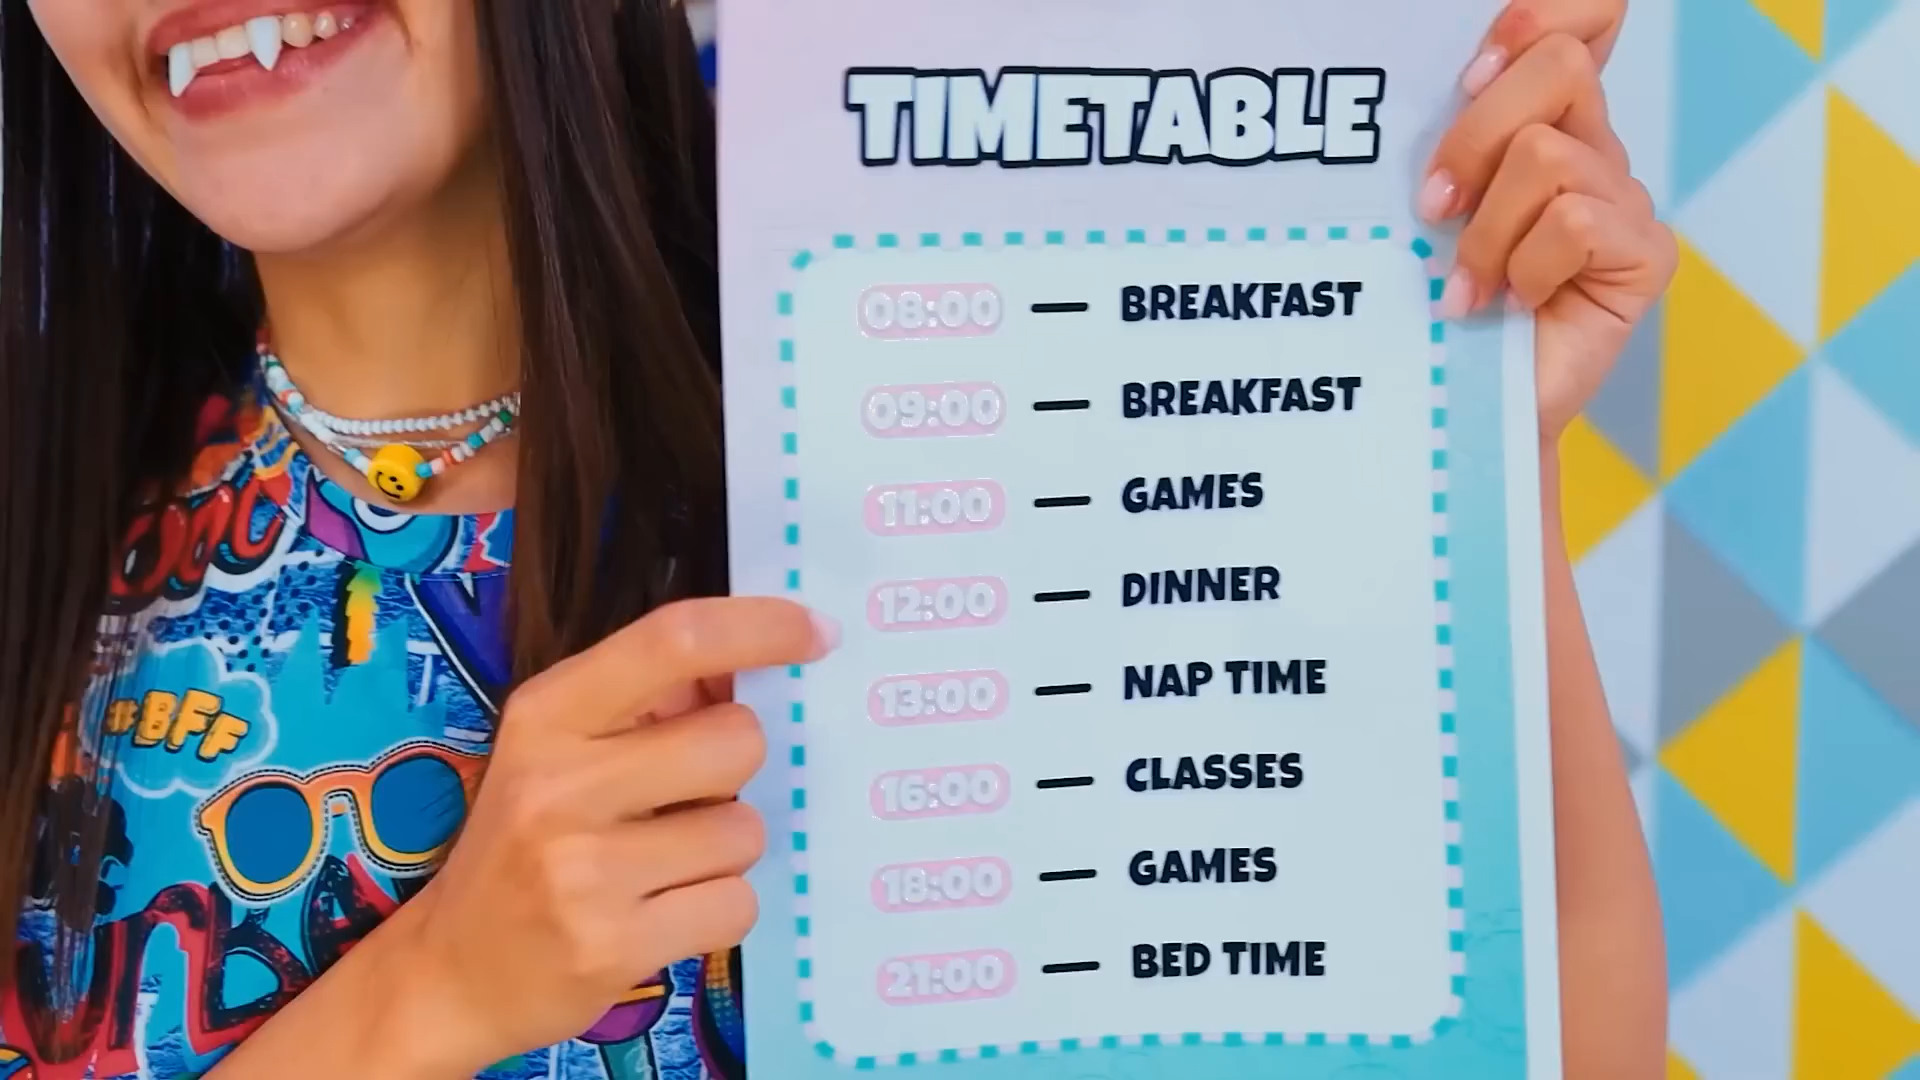 TIMETABLE
08:00 — BREAKFAST
09:00 — BREAKFAST
11:00 — GAMES
12:00 — DINNER
13:00 — NAP TIME
16:00 — CLASSES
18:00 — GAMES
21:00 — BED TIME
#BFF